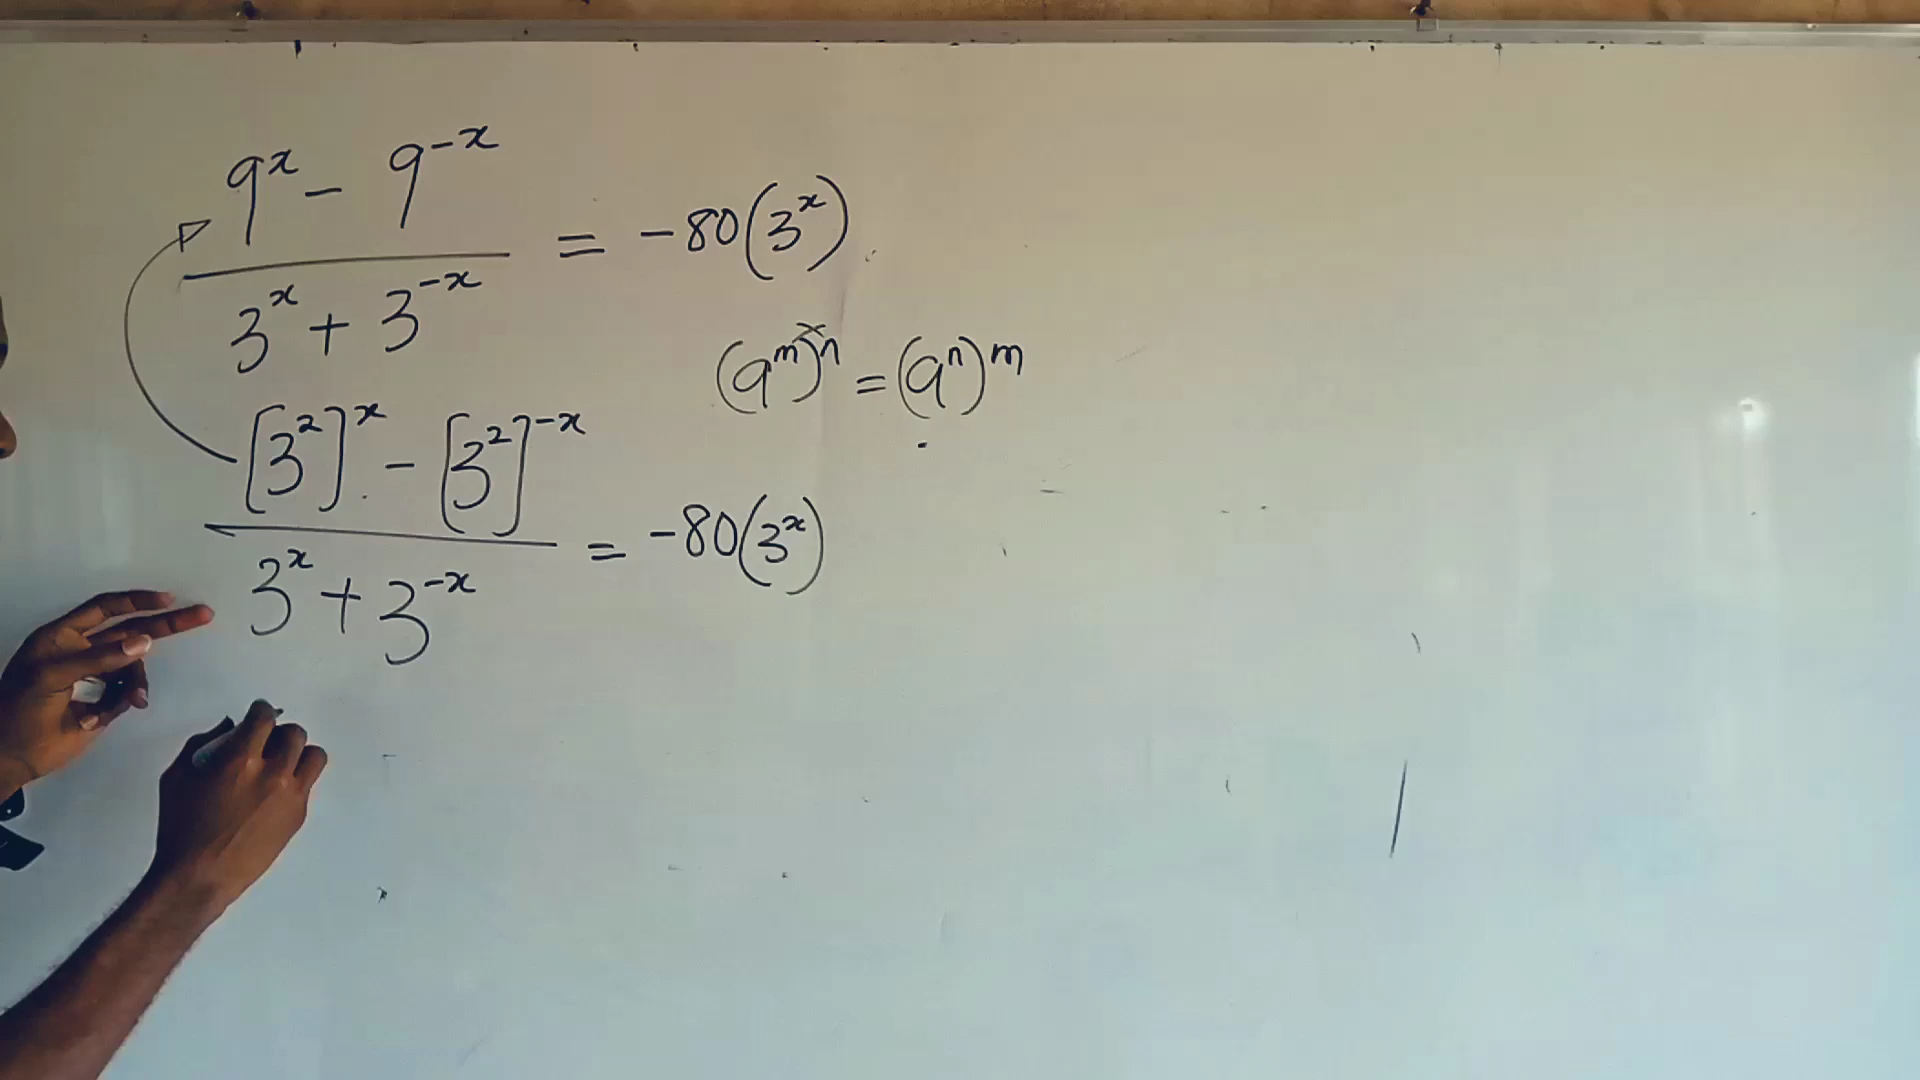 9^x - 9^-x / 3^x + 3^-x = -80(3^x)
(a^m)^n = (a^n)^m
[3^2]^x - [3^2]^-x / 3^x + 3^-x = -80(3^x)